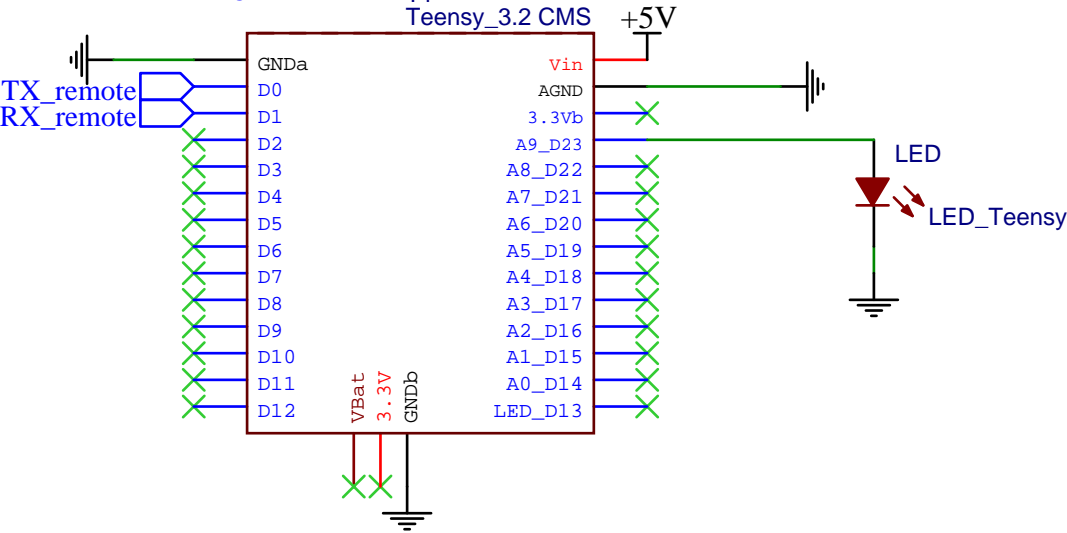 Teensy_3.2 CMS
+5V
GNDa
Vin
TX_remote
D0
AGND
RX_remote
D1
3.3Vb
D2
A9_D23
LED
D3
A8_D22
D4
A7_D21
LED_Teensy
D5
A6_D20
D6
A5_D19
D7
A4_D18
D8
A3_D17
D9
A2_D16
D10
A1_D15
D11
A0_D14
D12
LED_D13
VBat
3.3V
GNDb